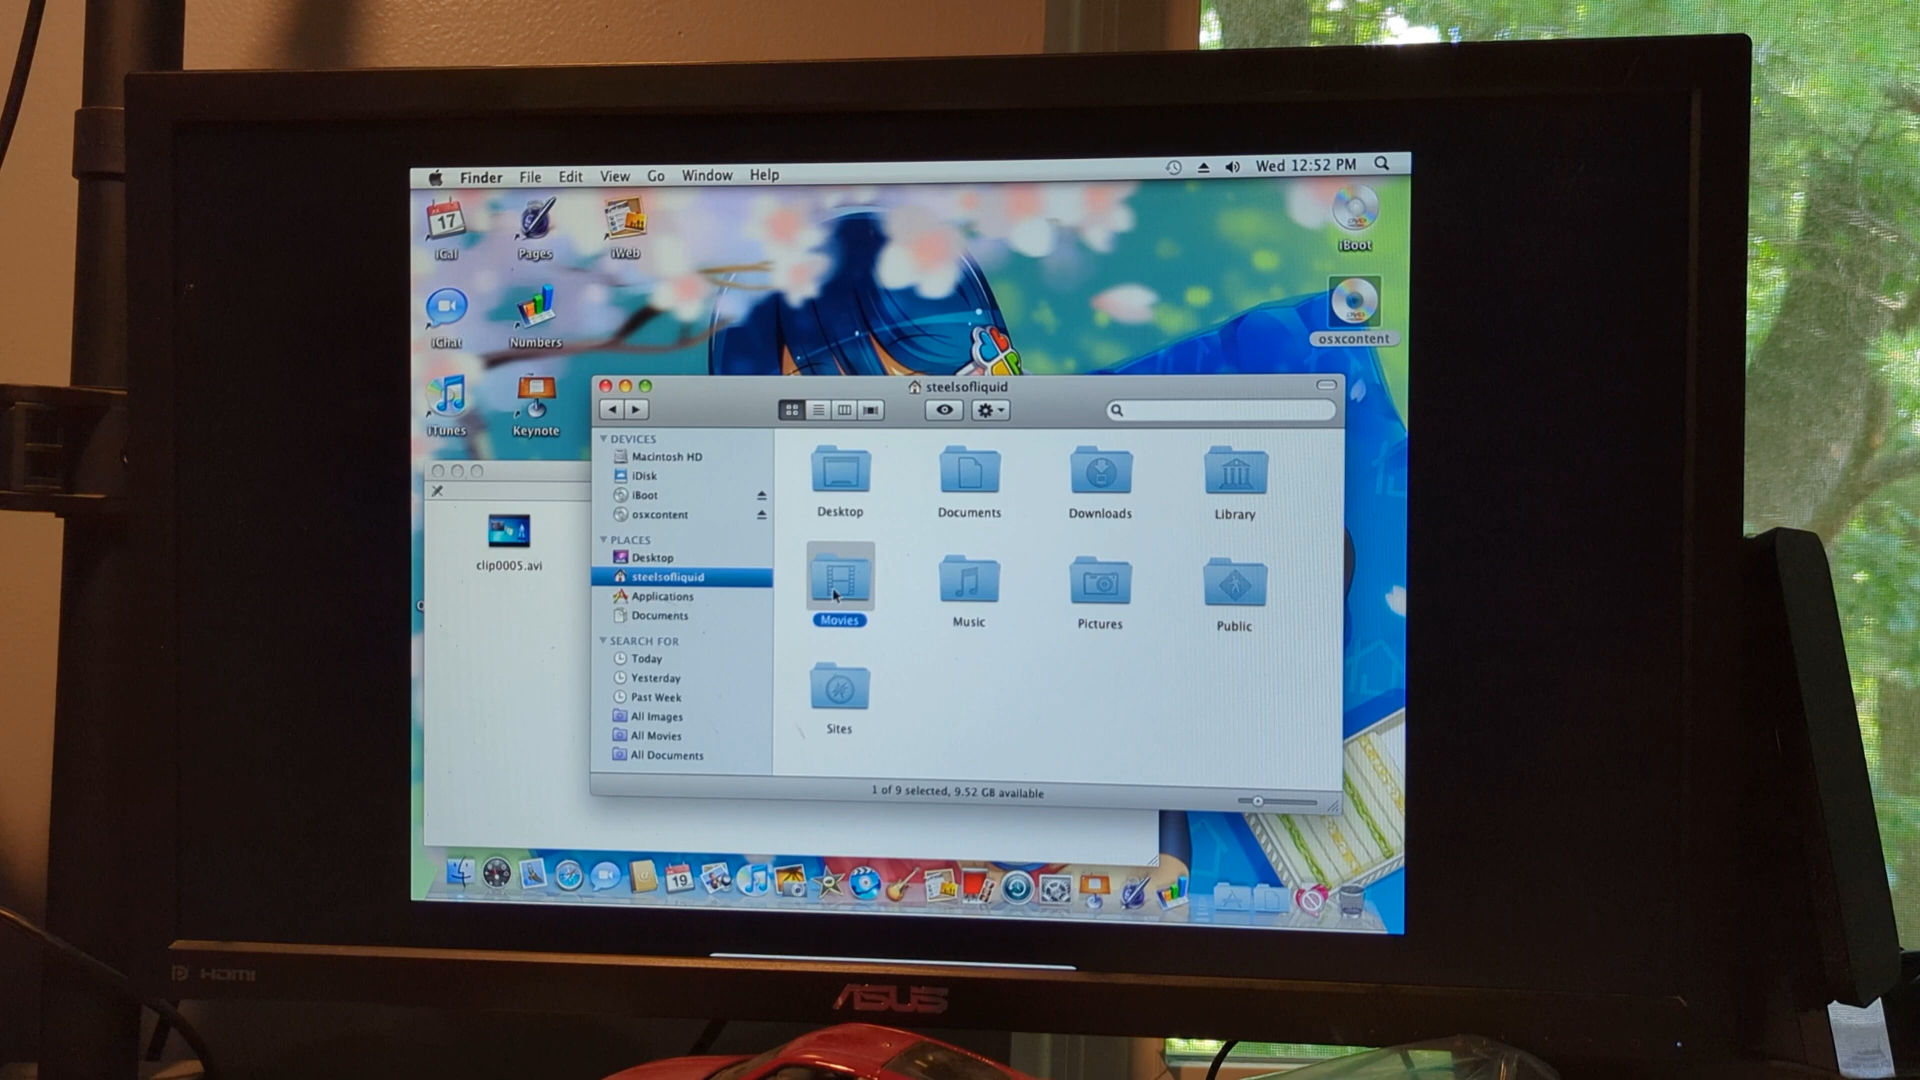 Finder File Edit View Go Window Help Wed 12:52 PM
17
iCal
Pages
iWeb
iBoot
iChat
Numbers
osxcontent
iTunes
Keynote
steelsofliquid
DEVICES
Macintosh HD
iDisk
iBoot
osxcontent
PLACES
Desktop
steelsofliquid
Applications
Documents
SEARCH FOR
Today
Yesterday
Past Week
All Images
All Movies
All Documents
Desktop
Documents
Downloads
Library
Movies
Music
Pictures
Public
Sites
1 of 9 selected, 9.52 GB available
clip0005.avi
19
HDMI
ASUS